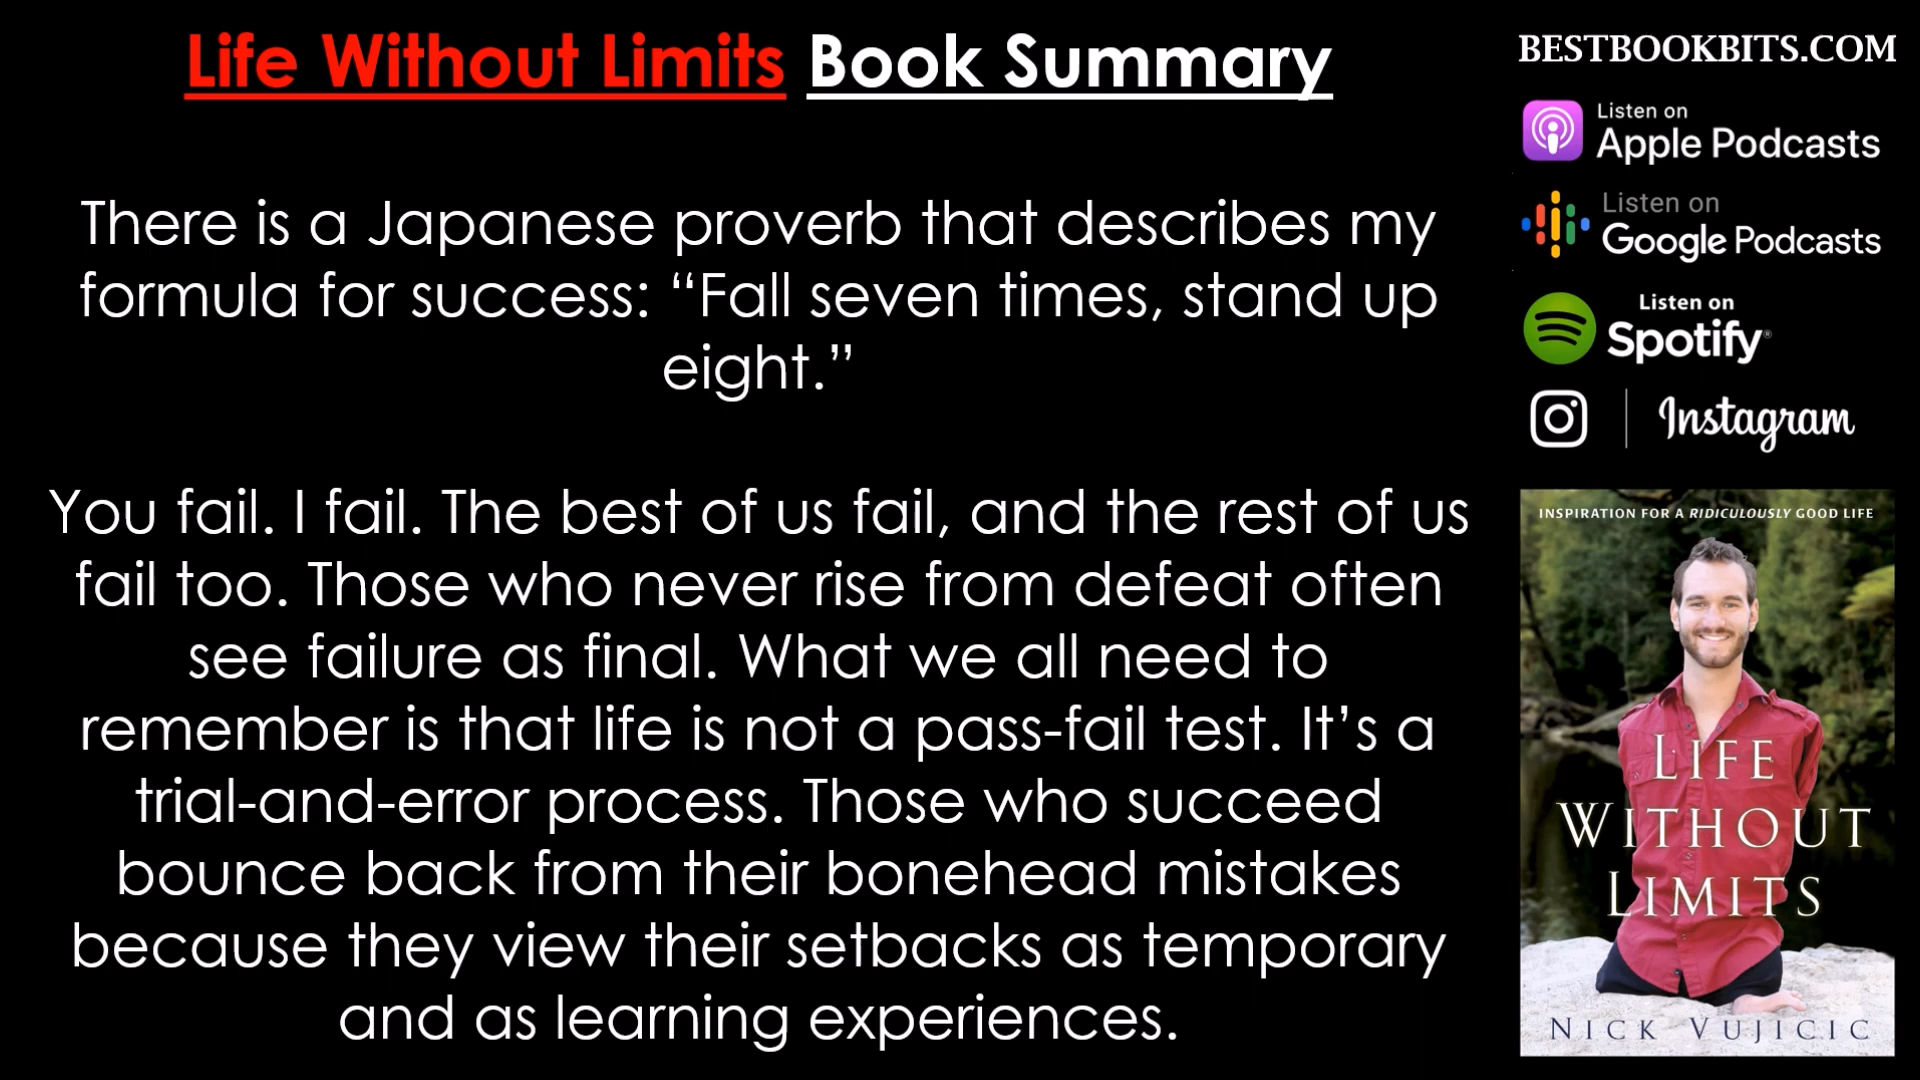 Life Without Limits Book Summary
There is a Japanese proverb that describes my
formula for success: “Fall seven times, stand up
eight.”
You fail. I fail. The best of us fail, and the rest of us
fail too. Those who never rise from defeat often
see failure as final. What we all need to
remember is that life is not a pass-fail test. It’s a
trial-and-error process. Those who succeed
bounce back from their bonehead mistakes
because they view their setbacks as temporary
and as learning experiences.
BESTBOOKBITS.COM
Listen on
Apple Podcasts
Listen on
Google Podcasts
Listen on
Spotify®
Instagram
INSPIRATION FOR A RIDICULOUSLY GOOD LIFE
LIFE
WITHOUT
LIMITS
NICK VUJICIC